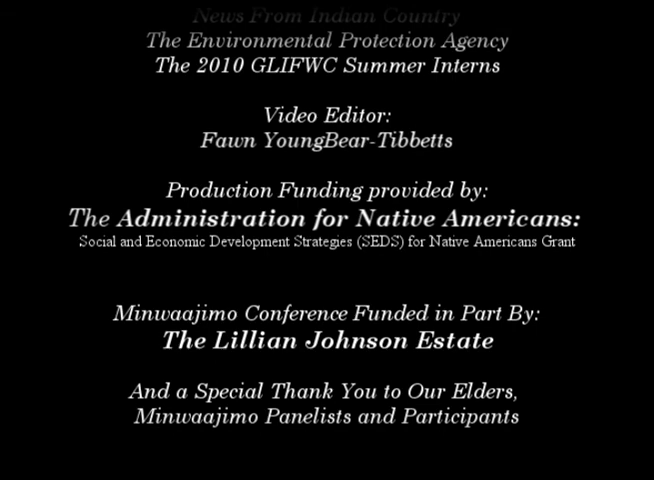 News From Indian Country
The Environmental Protection Agency
The 2010 GLIFWC Summer Interns
Video Editor:
Fawn YoungBear-Tibbetts
Production Funding provided by:
The Administration for Native Americans:
Social and Economic Development Strategies (SEDS) for Native Americans Grant
Minwaajimo Conference Funded in Part By:
The Lillian Johnson Estate
And a Special Thank You to Our Elders,
Minwaajimo Panelists and Participants